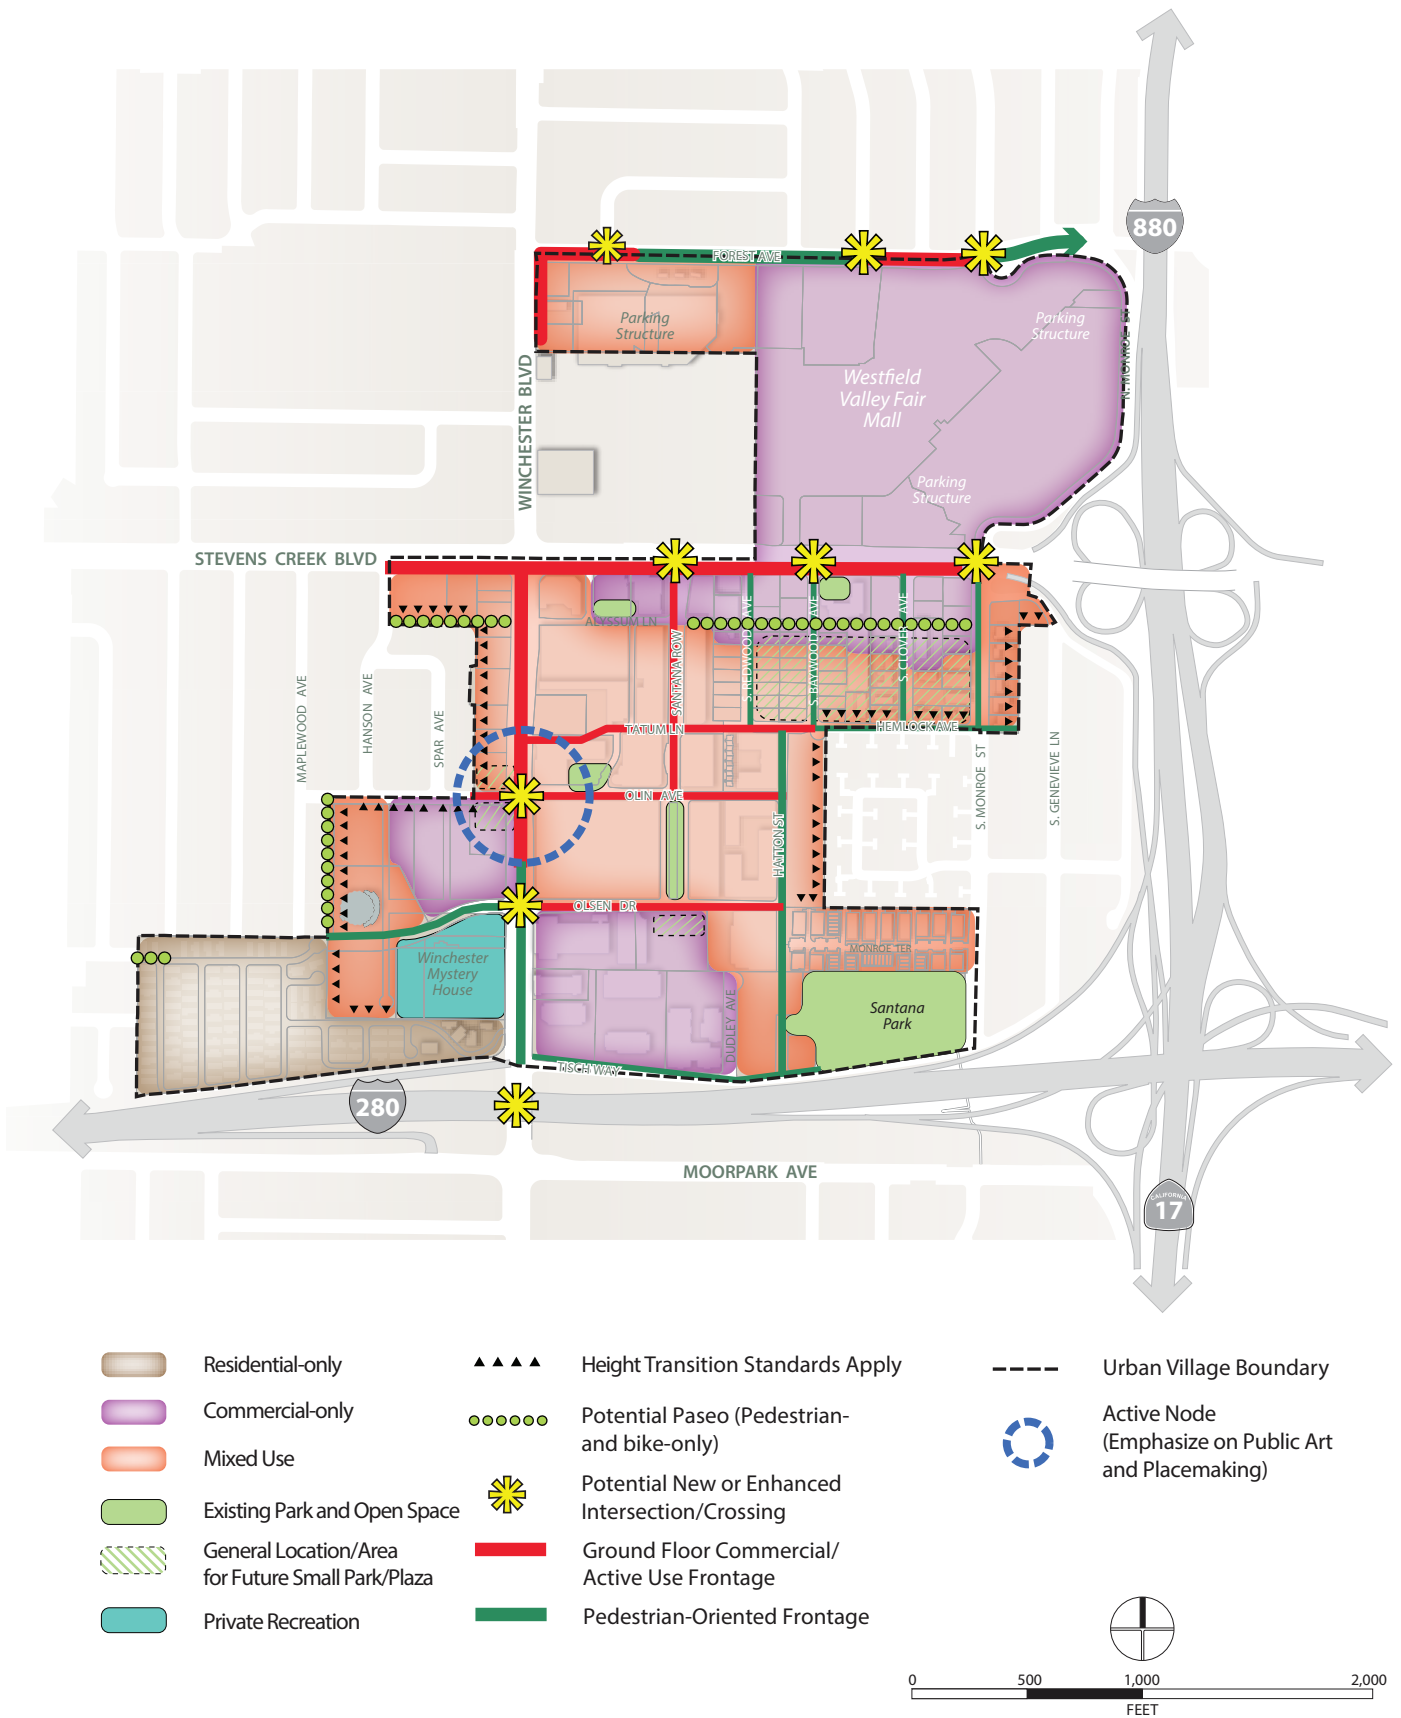 880
FOREST AVE
Parking
Structure
Parking
Structure
N. MONROE ST
Westfield
Valley Fair
Mall
WINCHESTER BLVD
Parking
Structure
STEVENS CREEK BLVD
ALYSSUM LN
SANTANA ROW
S. REDWOOD AVE
S. BAYWOOD AVE
S. CLOVER AVE
MAPLEWOOD AVE
HANSON AVE
SPAR AVE
TATUM LN
HEMLOCK AVE
S. MONROE ST
S. GENEVIEVE LN
OLIN AVE
HATTON ST
OLSEN DR
MONROE TER
Winchester
Mystery
House
DUDLEY AVE
Santana
Park
TISCH WAY
280
MOORPARK AVE
CALIFORNIA
17
Residential-only
Commercial-only
Mixed Use
Existing Park and Open Space
General Location/Area
for Future Small Park/Plaza
Private Recreation
Height Transition Standards Apply
Potential Paseo (Pedestrian-
and bike-only)
Potential New or Enhanced
Intersection/Crossing
Ground Floor Commercial/
Active Use Frontage
Pedestrian-Oriented Frontage
Urban Village Boundary
Active Node
(Emphasize on Public Art
and Placemaking)
0 500 1,000 2,000
FEET